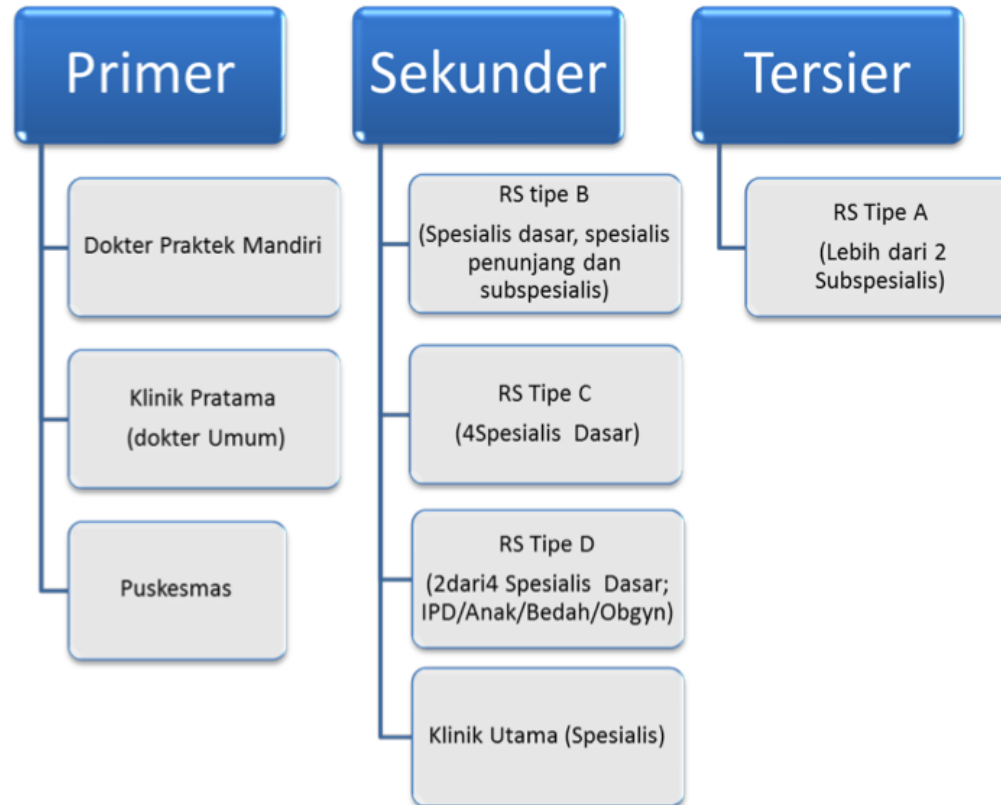 Primer
Dokter Praktek Mandiri
Klinik Pratama
(dokter Umum)
Puskesmas
Sekunder
RS tipe B
(Spesialis dasar, spesialis
penunjang dan
subspesialis)
RS Tipe C
(4Spesialis Dasar)
RS Tipe D
(2dari4 Spesialis Dasar;
IPD/Anak/Bedah/Obgyn)
Klinik Utama (Spesialis)
Tersier
RS Tipe A
(Lebih dari 2
Subspesialis)